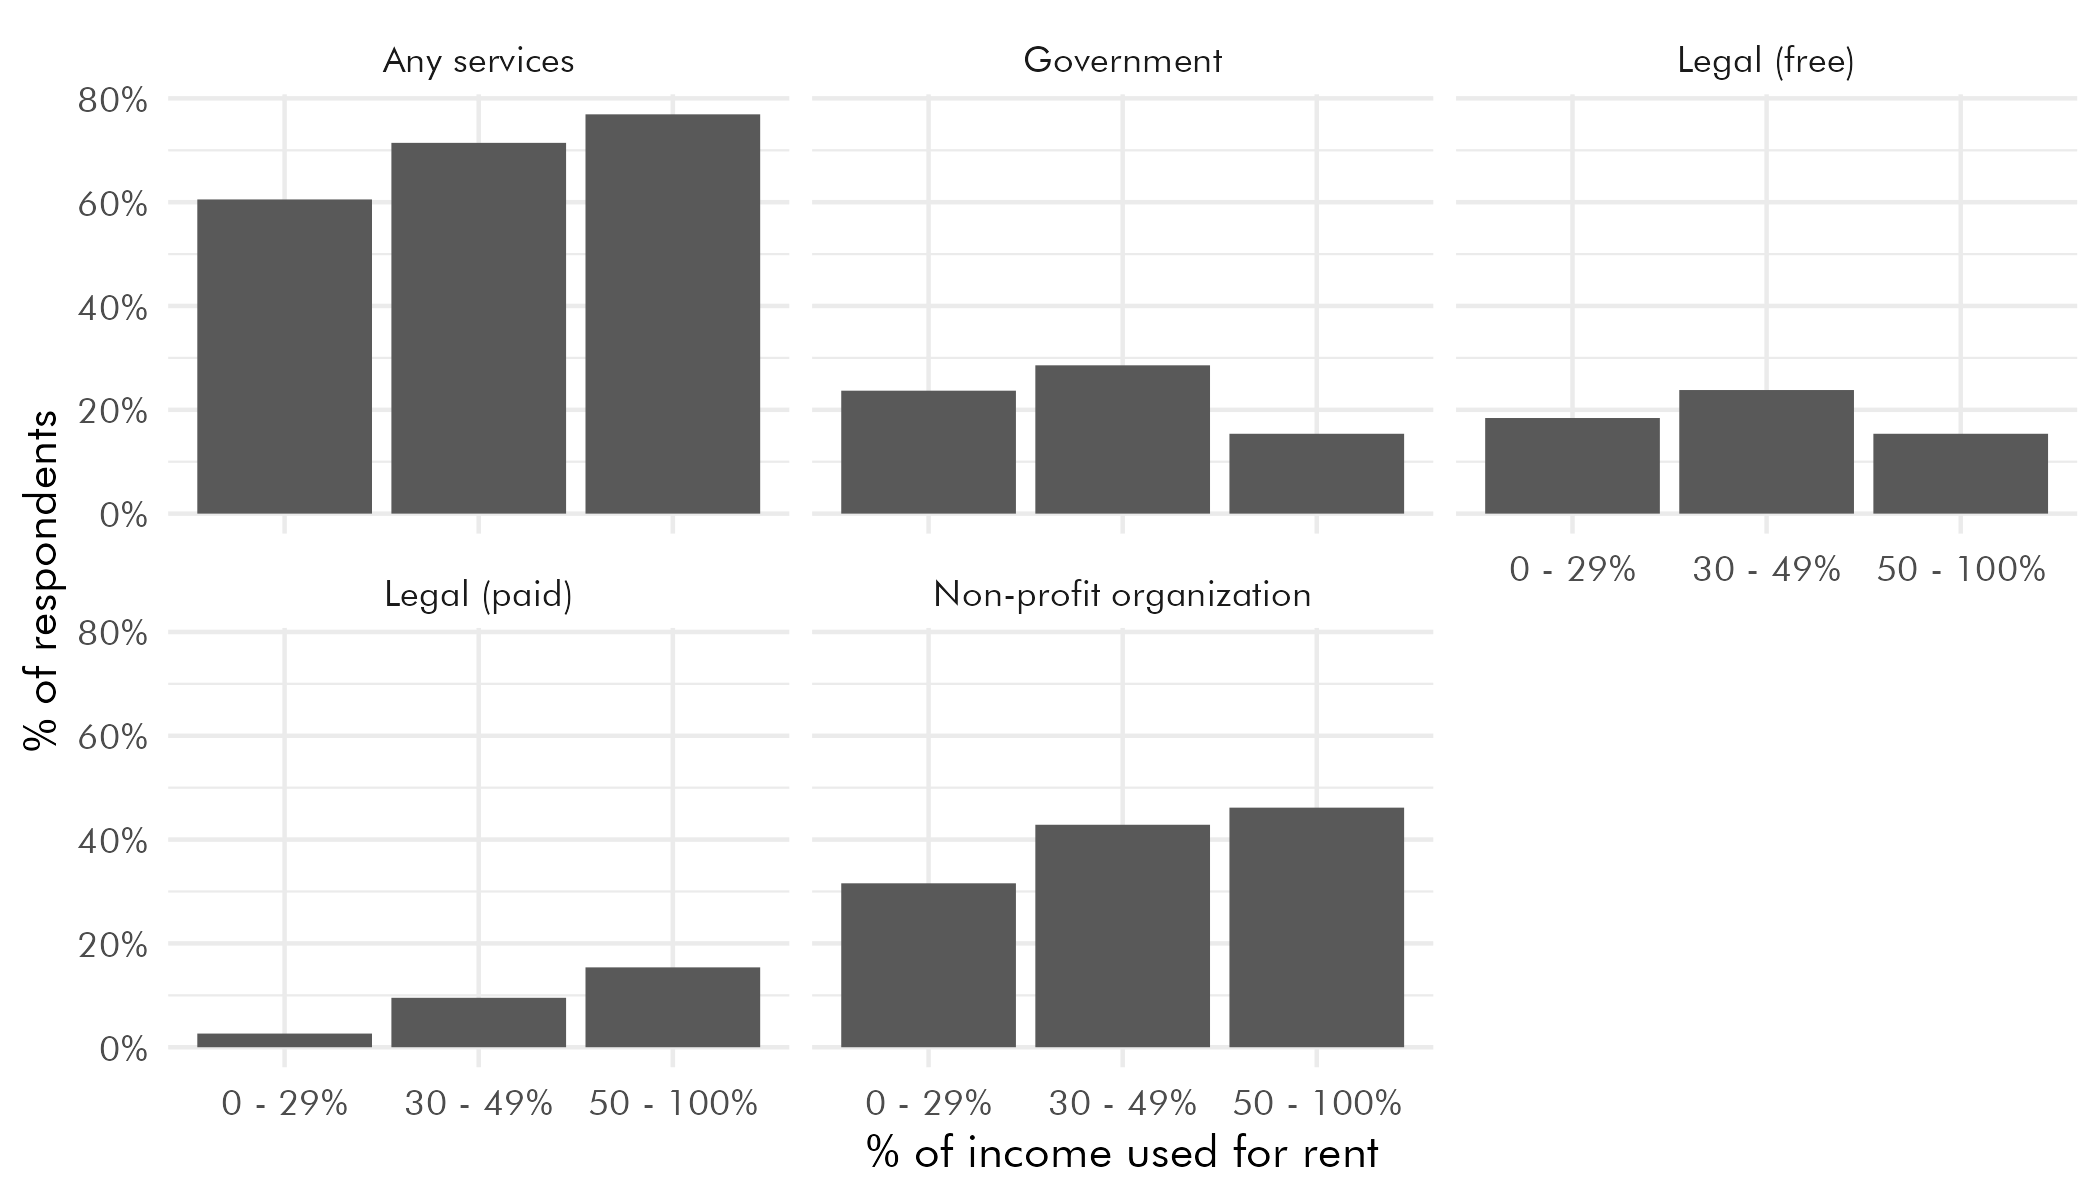 Any services
Government
Legal (free)
80%
60%
40%
20%
0%
0 - 29%
30 - 49%
50 - 100%
Legal (paid)
Non-profit organization
80%
60%
40%
20%
0%
0 - 29%
30 - 49%
50 - 100%
0 - 29%
30 - 49%
50 - 100%
% of income used for rent
% of respondents